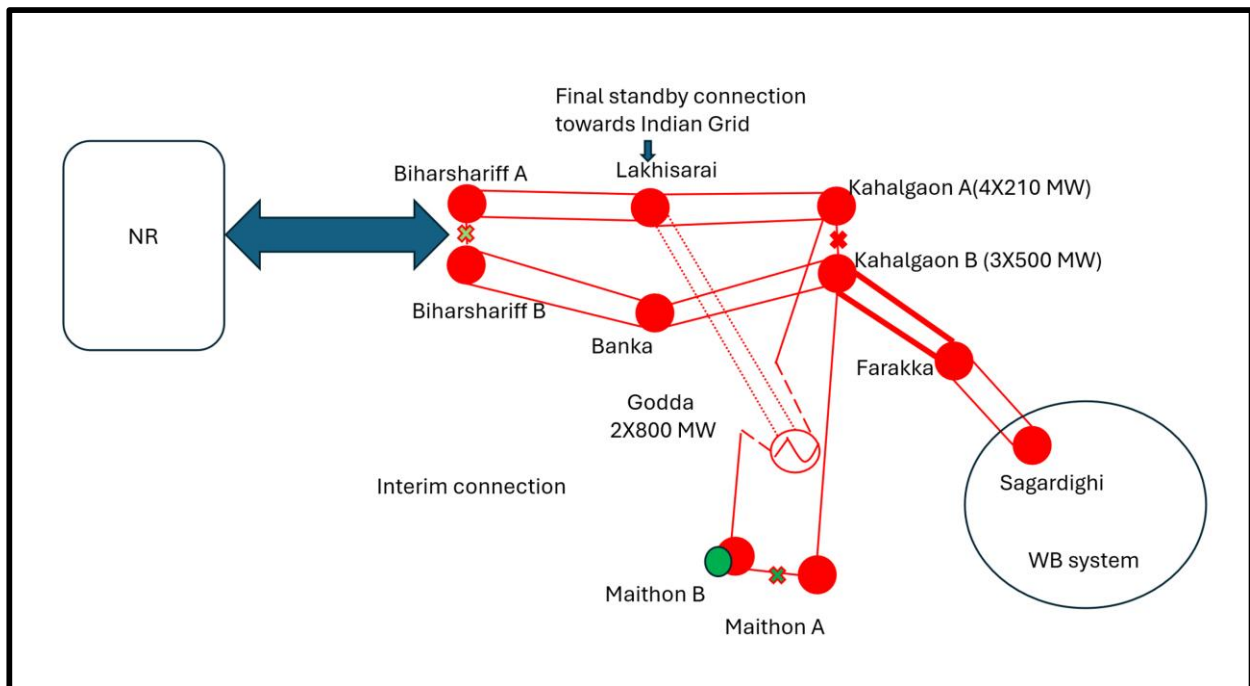 Final standby connection
towards Indian Grid
Biharshariff A
Lakhisarai
Kahalgaon A(4X210 MW)
NR
Kahalgaon B (3X500 MW)
Biharshariff B
Banka
Farakka
Godda
2X800 MW
Interim connection
Sagardighi
WB system
Maithon B
Maithon A